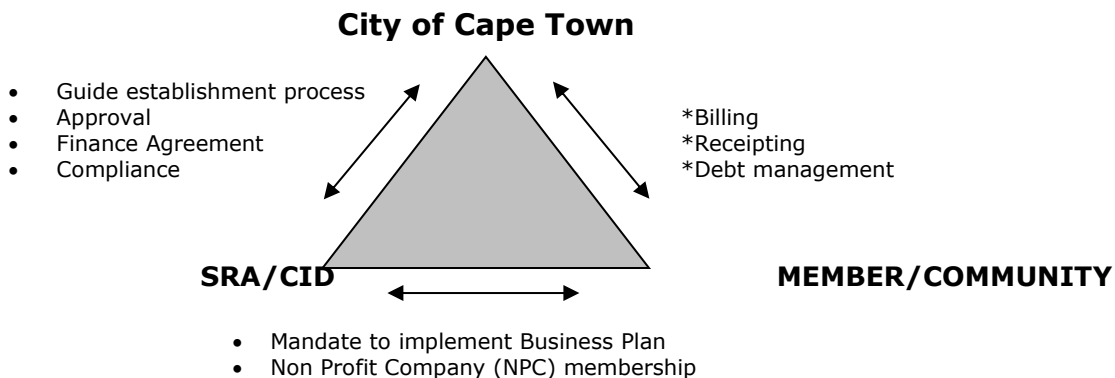 City of Cape Town
• Guide establishment process
• Approval
• Finance Agreement
• Compliance
*Billing
*Receipting
*Debt management
SRA/CID
MEMBER/COMMUNITY
• Mandate to implement Business Plan
• Non Profit Company (NPC) membership